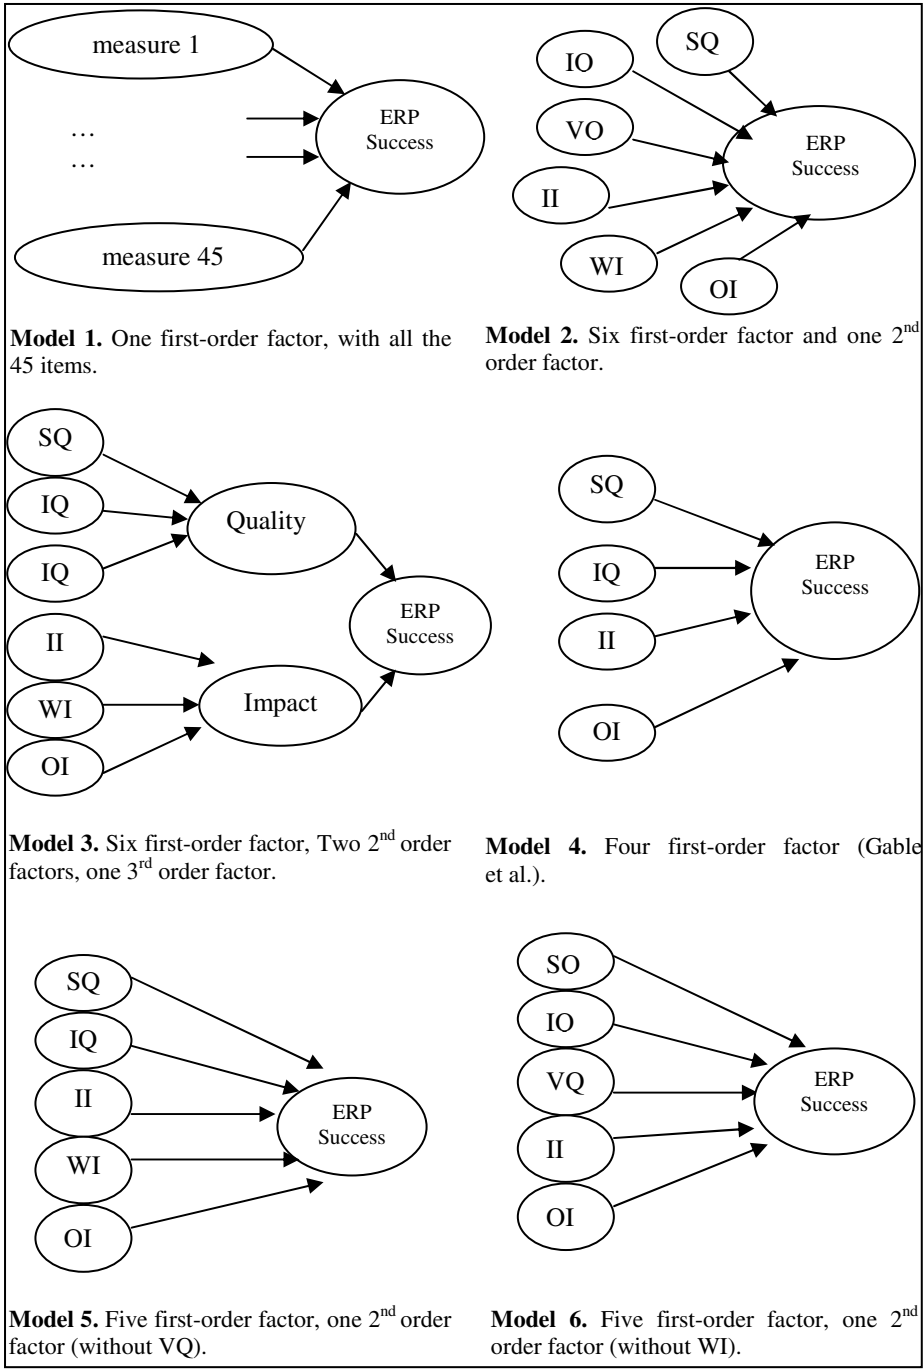 measure 1
…
…
measure 45
ERP
Success
Model 1. One first-order factor, with all the
45 items.
SQ
IO
VO
II
WI
OI
ERP
Success
Model 2. Six first-order factor and one 2nd
order factor.
SQ
IQ
IQ
Quality
II
WI
OI
Impact
ERP
Success
Model 3. Six first-order factor, Two 2nd order
factors, one 3rd order factor.
SQ
IQ
II
OI
ERP
Success
Model 4. Four first-order factor (Gable
et al.).
SQ
IQ
II
WI
OI
ERP
Success
Model 5. Five first-order factor, one 2nd order
factor (without VQ).
SO
IO
VQ
II
OI
ERP
Success
Model 6. Five first-order factor, one 2nd
order factor (without WI).